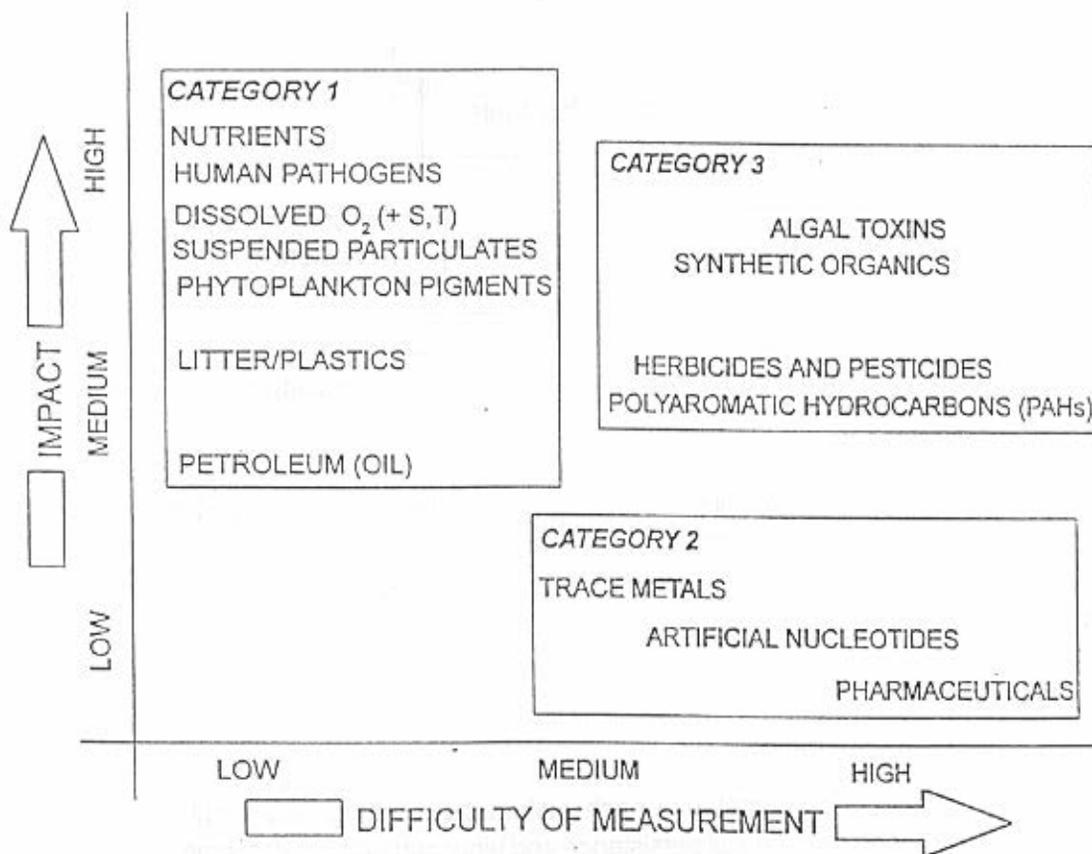 CATEGORY 1
NUTRIENTS
HUMAN PATHOGENS
DISSOLVED O₂ (+ S,T)
SUSPENDED PARTICULATES
PHYTOPLANKTON PIGMENTS
LITTER/PLASTICS
PETROLEUM (OIL)
CATEGORY 3
ALGAL TOXINS
SYNTHETIC ORGANICS
HERBICIDES AND PESTICIDES
POLYAROMATIC HYDROCARBONS (PAHs)
CATEGORY 2
TRACE METALS
ARTIFICIAL NUCLEOTIDES
PHARMACEUTICALS
IMPACT
HIGH
MEDIUM
LOW
LOW MEDIUM HIGH
DIFFICULTY OF MEASUREMENT